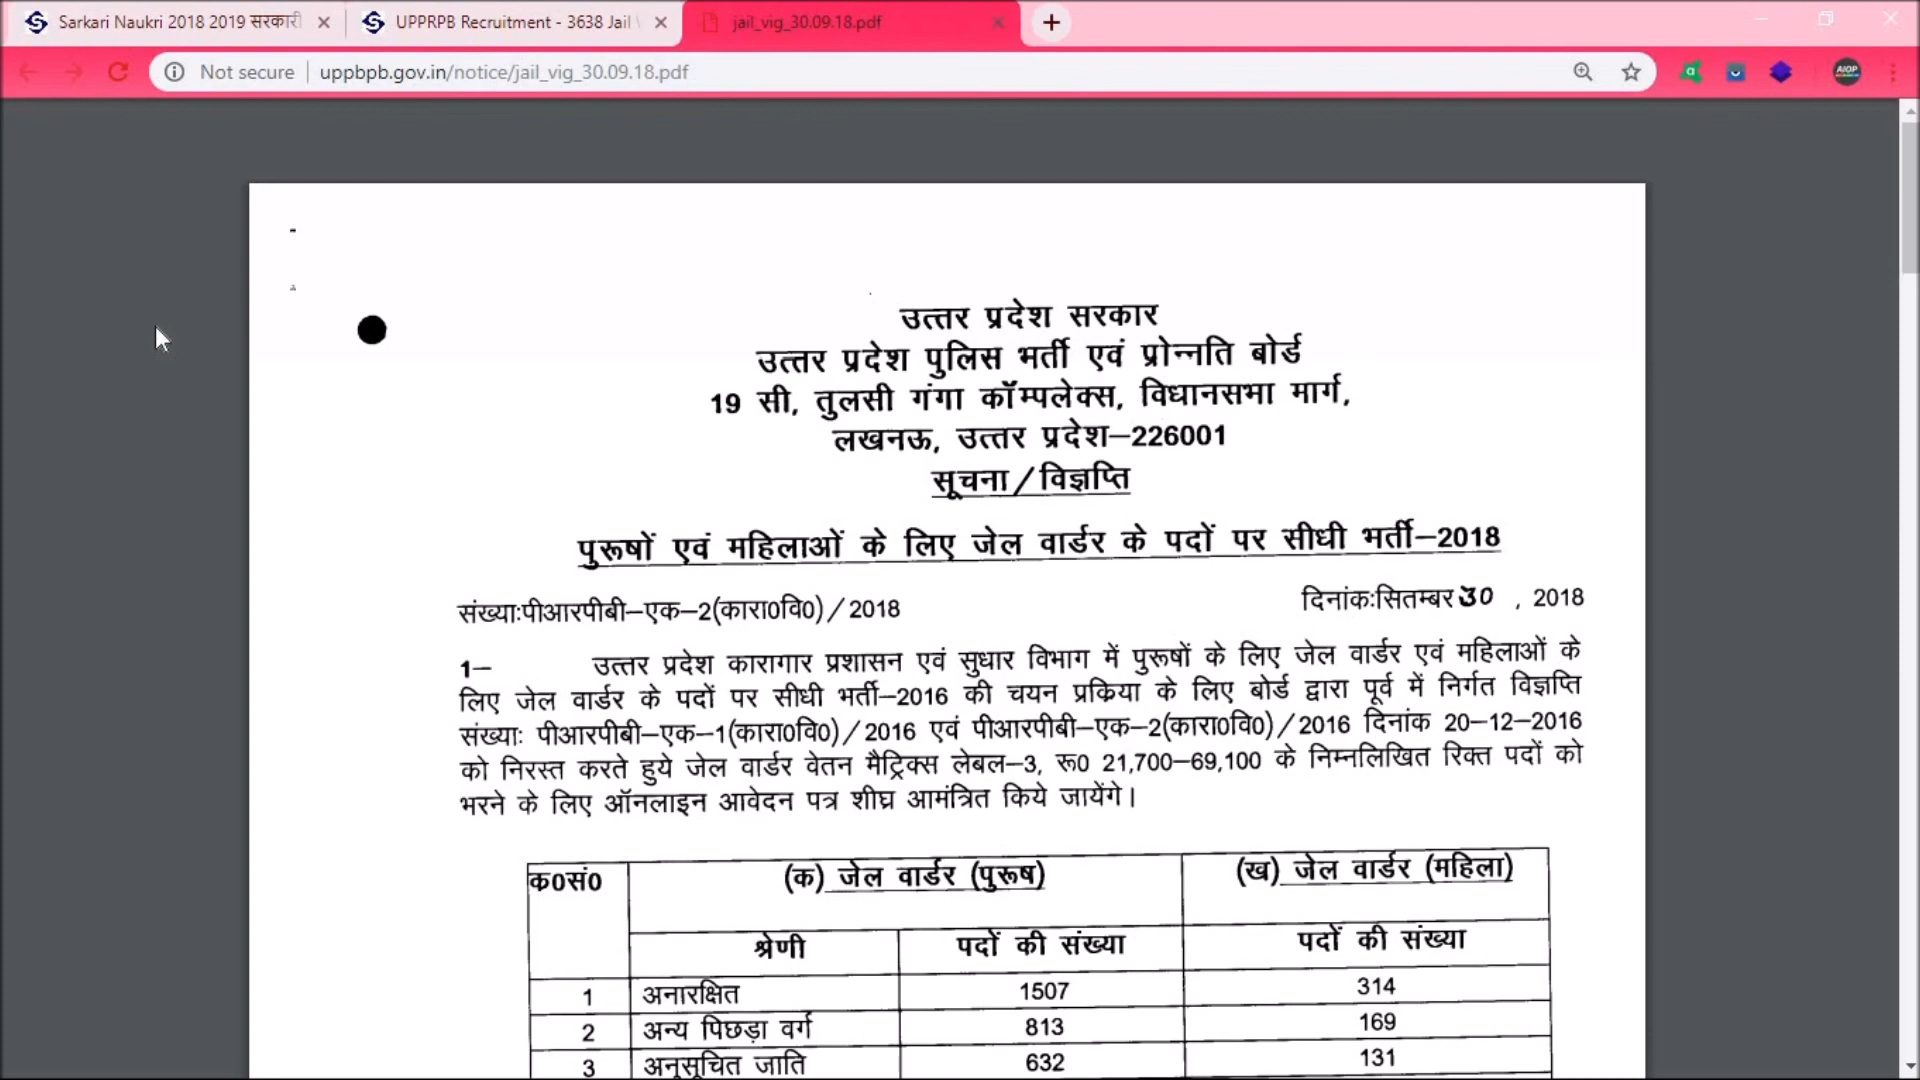 Sarkari Naukri 2018 2019 सरकारी
UPPRPB Recruitment - 3638 Jail
jail_vig_30.09.18.pdf
Not secure
uppbpb.gov.in/notice/jail_vig_30.09.18.pdf
AIOP
उत्तर प्रदेश सरकार
उत्तर प्रदेश पुलिस भर्ती एवं प्रोन्नति बोर्ड
19 सी, तुलसी गंगा कॉम्पलेक्स, विधानसभा मार्ग,
लखनऊ, उत्तर प्रदेश–226001
सूचना/विज्ञप्ति
पुरूषों एवं महिलाओं के लिए जेल वार्डर के पदों पर सीधी भर्ती–2018
संख्याःपीआरपीबी–एक–2(कारा0वि0)/2018
दिनांकःसितम्बर 30 , 2018
1– उत्तर प्रदेश कारागार प्रशासन एवं सुधार विभाग में पुरूषों के लिए जेल वार्डर एवं महिलाओं के
लिए जेल वार्डर के पदों पर सीधी भर्ती–2016 की चयन प्रक्रिया के लिए बोर्ड द्वारा पूर्व में निर्गत विज्ञप्ति
संख्याः पीआरपीबी–एक–1(कारा0वि0)/2016 एवं पीआरपीबी–एक–2(कारा0वि0)/2016 दिनांक 20–12–2016
को निरस्त करते हुये जेल वार्डर वेतन मैट्रिक्स लेबल–3, रू0 21,700–69,100 के निम्नलिखित रिक्त पदों को
भरने के लिए ऑनलाइन आवेदन पत्र शीघ्र आमंत्रित किये जायेंगे।
क0सं0 (क) जेल वार्डर (पुरूष) (ख) जेल वार्डर (महिला)
श्रेणी पदों की संख्या पदों की संख्या
1 अनारक्षित 1507 314
2 अन्य पिछड़ा वर्ग 813 169
3 अनुसूचित जाति 632 131